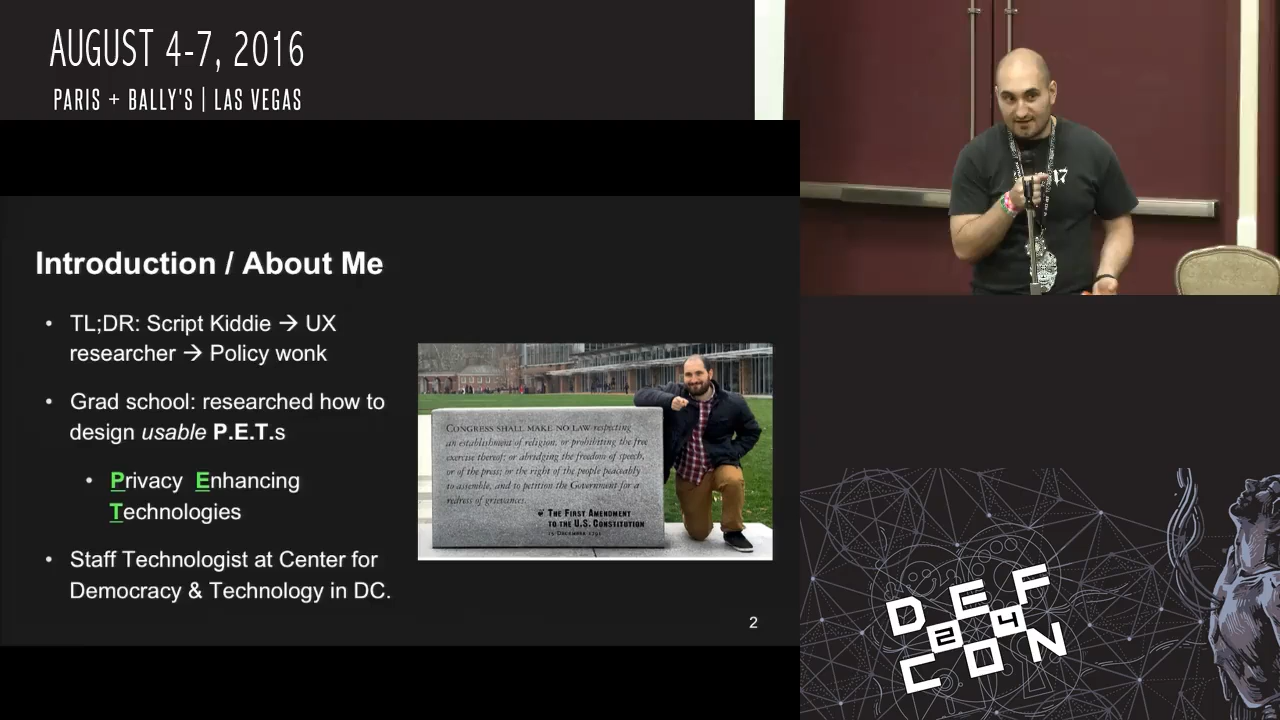 AUGUST 4-7, 2016
PARIS + BALLY'S | LAS VEGAS
Introduction / About Me
• TL;DR: Script Kiddie → UX
researcher → Policy wonk
• Grad school: researched how to
design usable P.E.T.s
• Privacy Enhancing
Technologies
• Staff Technologist at Center for
Democracy & Technology in DC.
CONGRESS SHALL MAKE NO LAW respecting
an establishment of religion, or prohibiting the free
exercise thereof; or abridging the freedom of speech,
or of the press; or the right of the people peaceably
to assemble, and to petition the Government for a
redress of grievances.
THE FIRST AMENDMENT
TO THE U.S. CONSTITUTION
2
17
DEF
24
CON